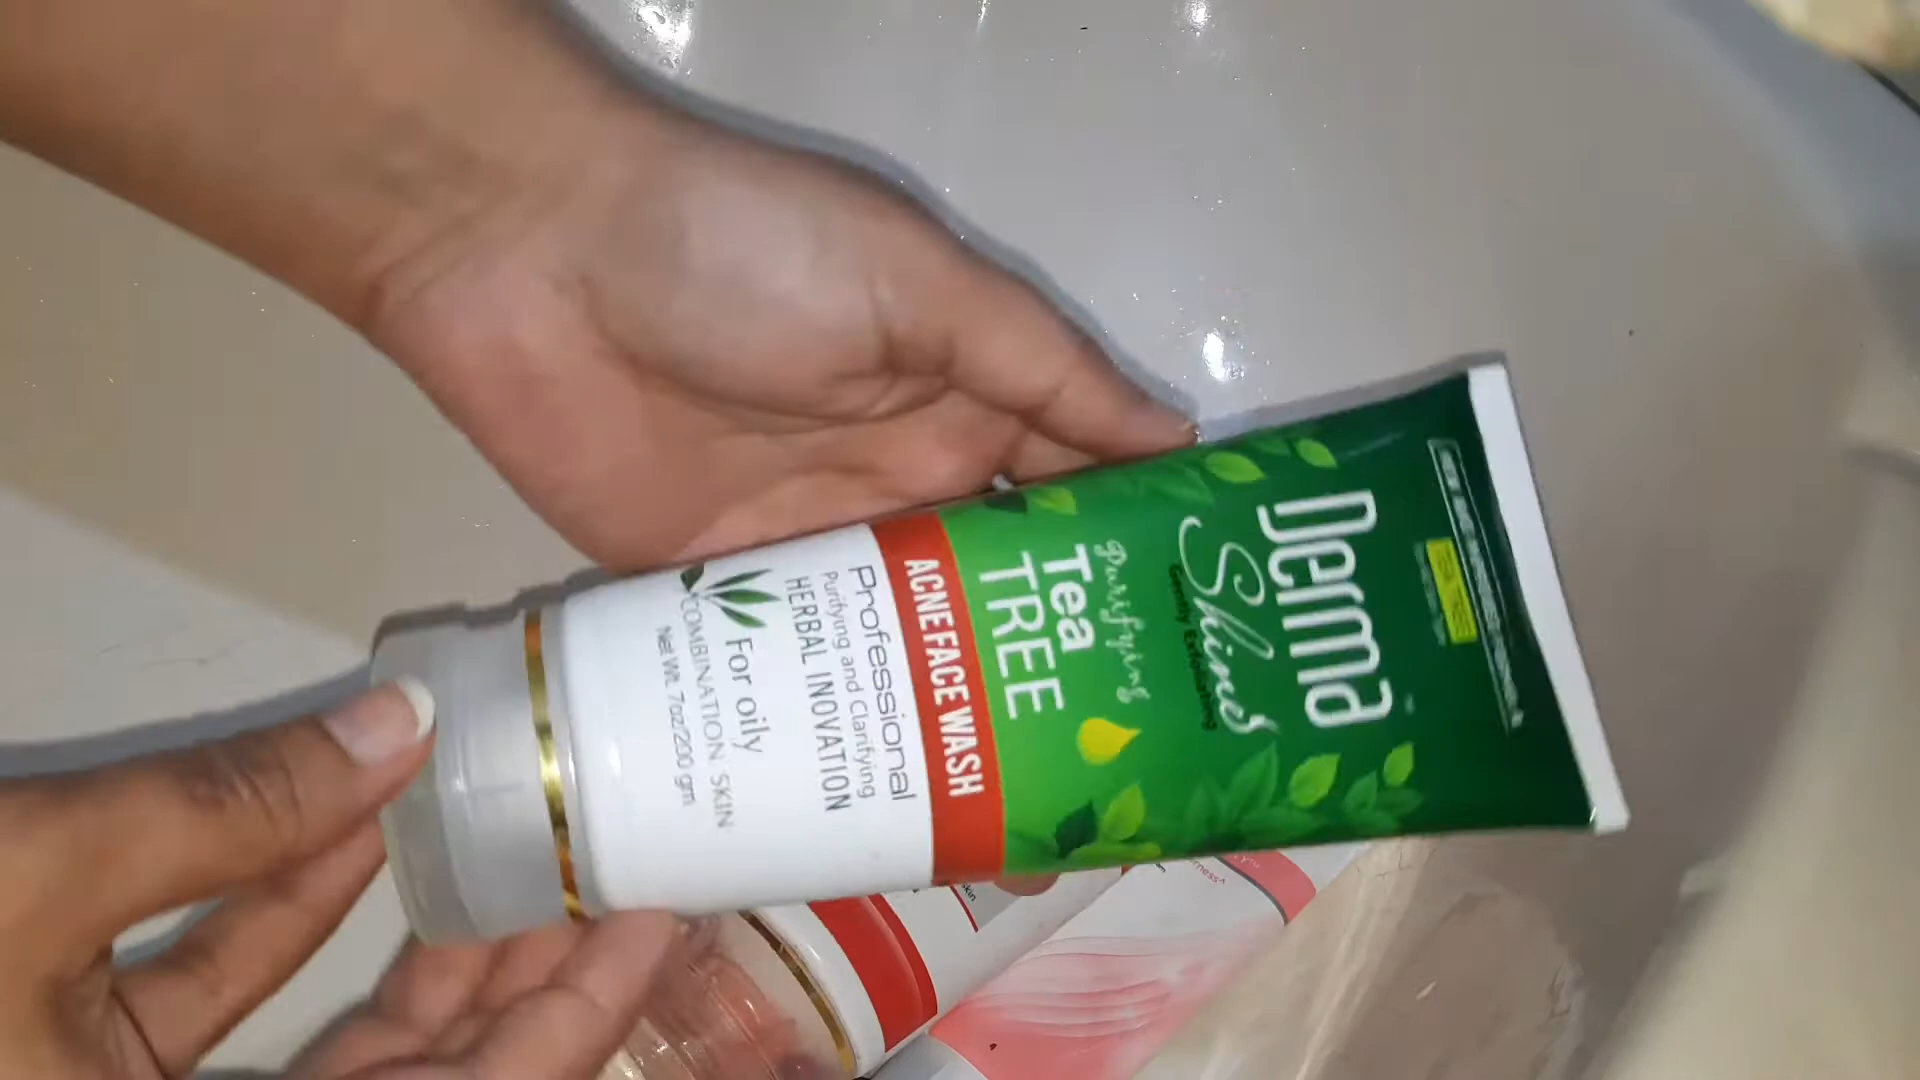 Derma
Shine
Gently Exfoliating
Purifying
Tea
TREE
ACNE FACE WASH
Professional
Purifying and Clarifying
HERBAL INOVATION
For oily
COMBINATION SKIN
Net Wt. 7oz/200 gm
skin